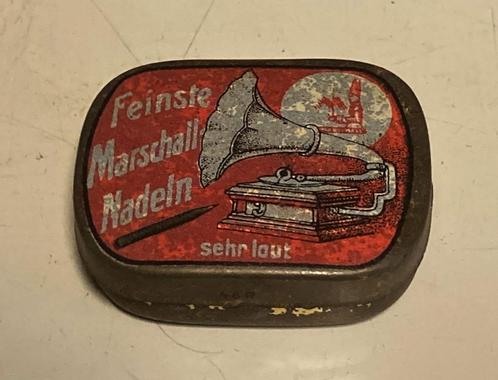 Feinste
Marschall
Nadeln
sehr laut